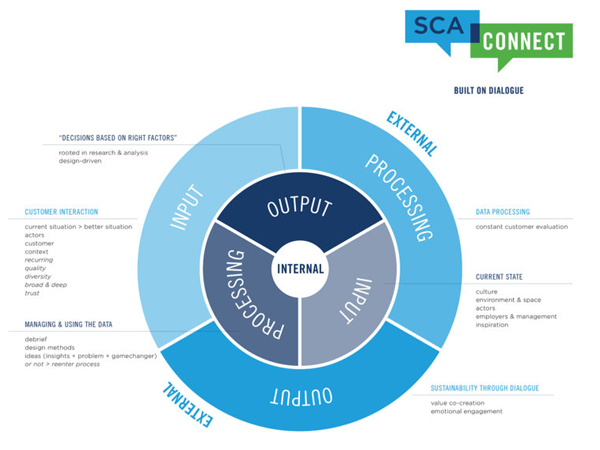 SCA
CONNECT
BUILT ON DIALOGUE
"DECISIONS BASED ON RIGHT FACTORS"
rooted in research & analysis
design-driven
EXTERNAL
PROCESSING
INPUT
OUTPUT
CUSTOMER INTERACTION
current situation > better situation
actors
customer
context
recurring
quality
diversity
broad & deep
trust
DATA PROCESSING
constant customer evaluation
PROCESSING
INTERNAL
INPUT
CURRENT STATE
culture
environment & space
actors
employers & management
inspiration
MANAGING & USING THE DATA
debrief
design methods
ideas (insights + problem + gamechanger)
or not > reenter process
EXTERNAL
OUTPUT
SUSTAINABILITY THROUGH DIALOGUE
value co-creation
emotional engagement